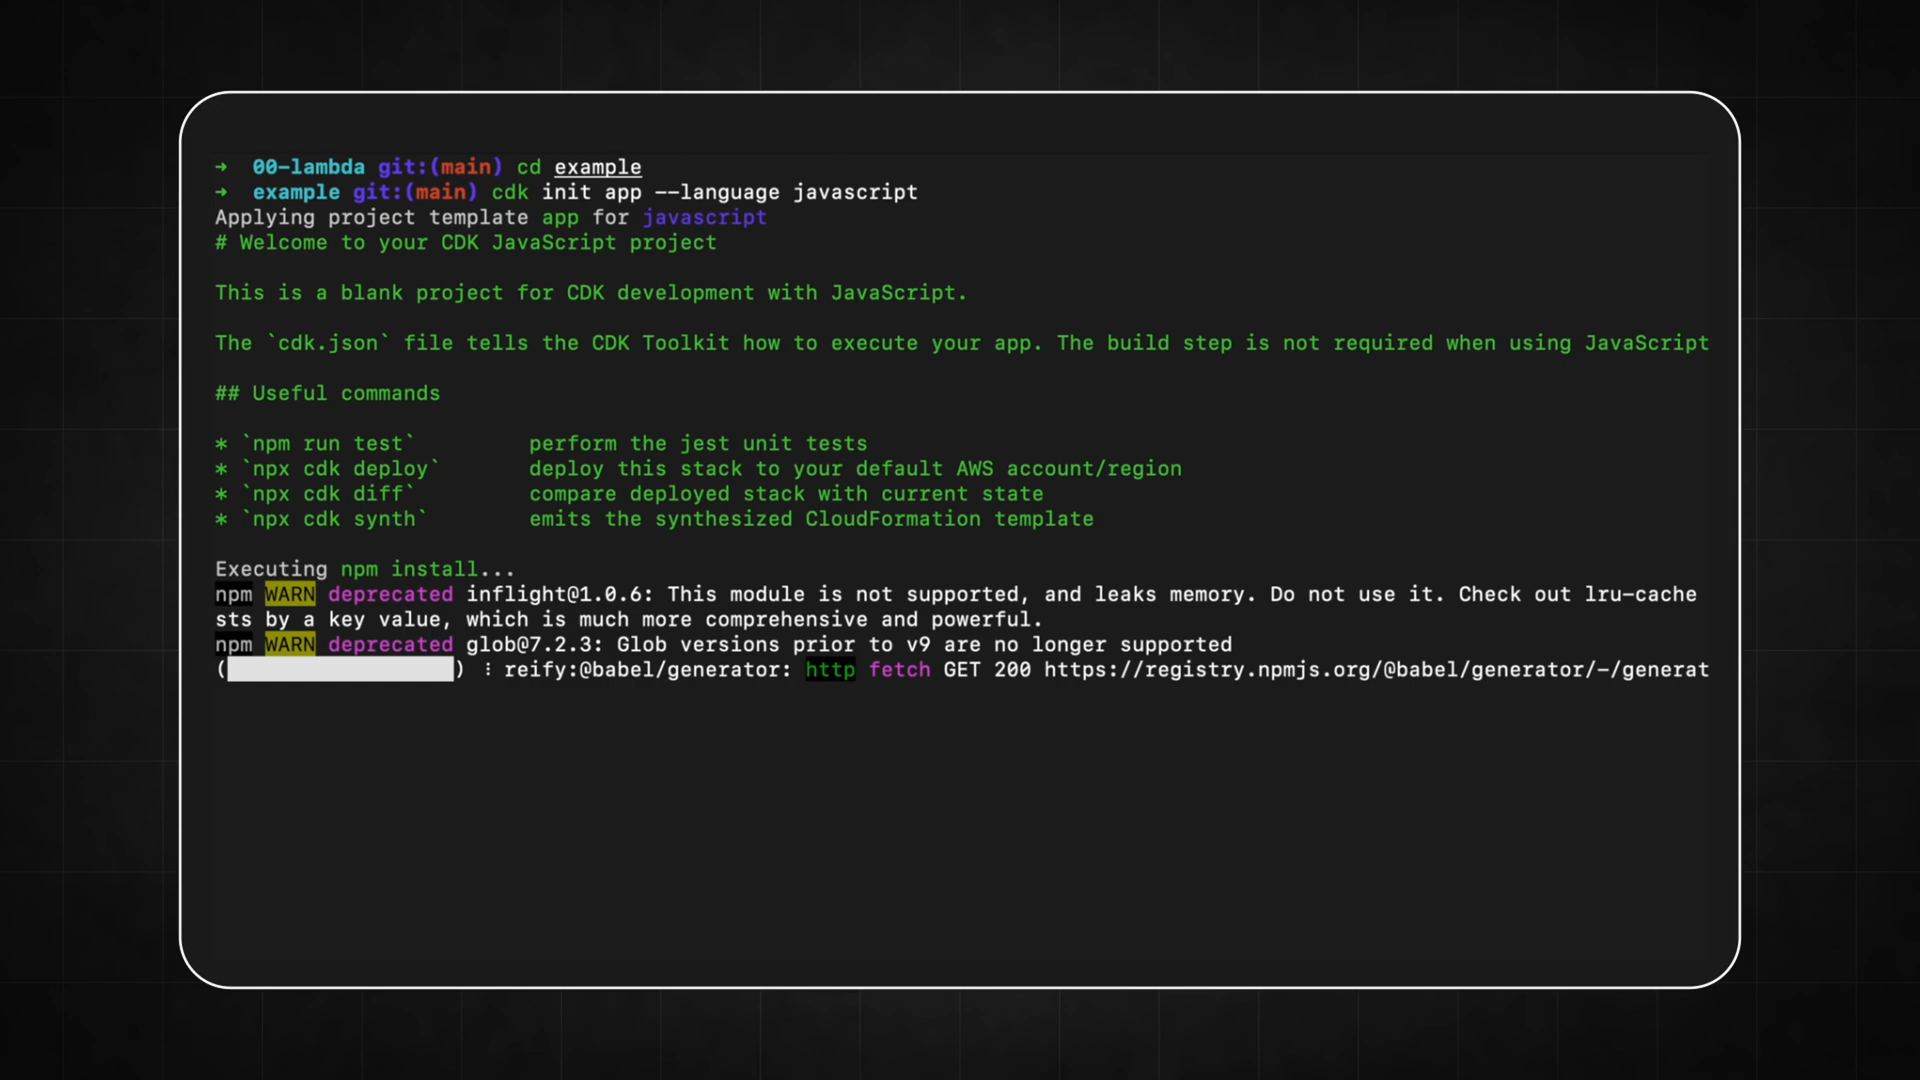 ➜  00-lambda git:(main) cd example
➜  example git:(main) cdk init app --language javascript
Applying project template app for javascript
# Welcome to your CDK JavaScript project
This is a blank project for CDK development with JavaScript.
The `cdk.json` file tells the CDK Toolkit how to execute your app. The build step is not required when using JavaScript
## Useful commands
* `npm run test`         perform the jest unit tests
* `npx cdk deploy`       deploy this stack to your default AWS account/region
* `npx cdk diff`         compare deployed stack with current state
* `npx cdk synth`        emits the synthesized CloudFormation template
Executing npm install...
npm WARN deprecated inflight@1.0.6: This module is not supported, and leaks memory. Do not use it. Check out lru-cache
sts by a key value, which is much more comprehensive and powerful.
npm WARN deprecated glob@7.2.3: Glob versions prior to v9 are no longer supported
(                  ) ⠸ reify:@babel/generator: http fetch GET 200 https://registry.npmjs.org/@babel/generator/-/generat